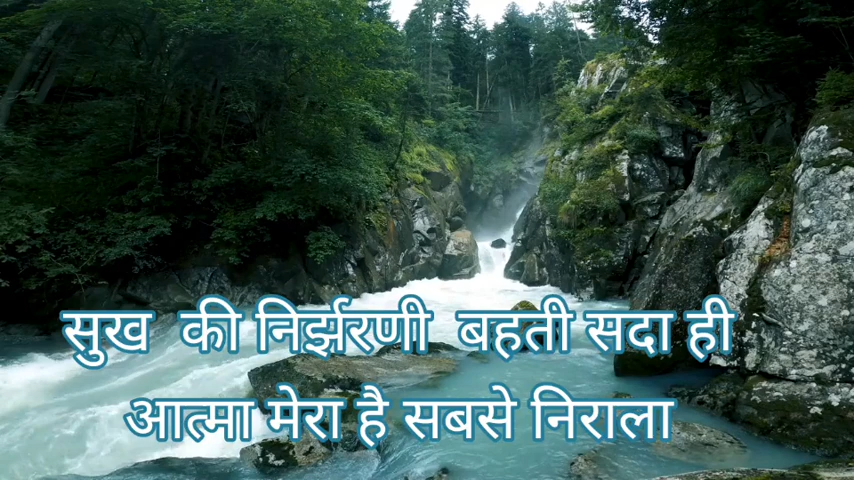 सुख की निर्झरणी बहती सदा ही
आत्मा मेरा है सबसे निराला